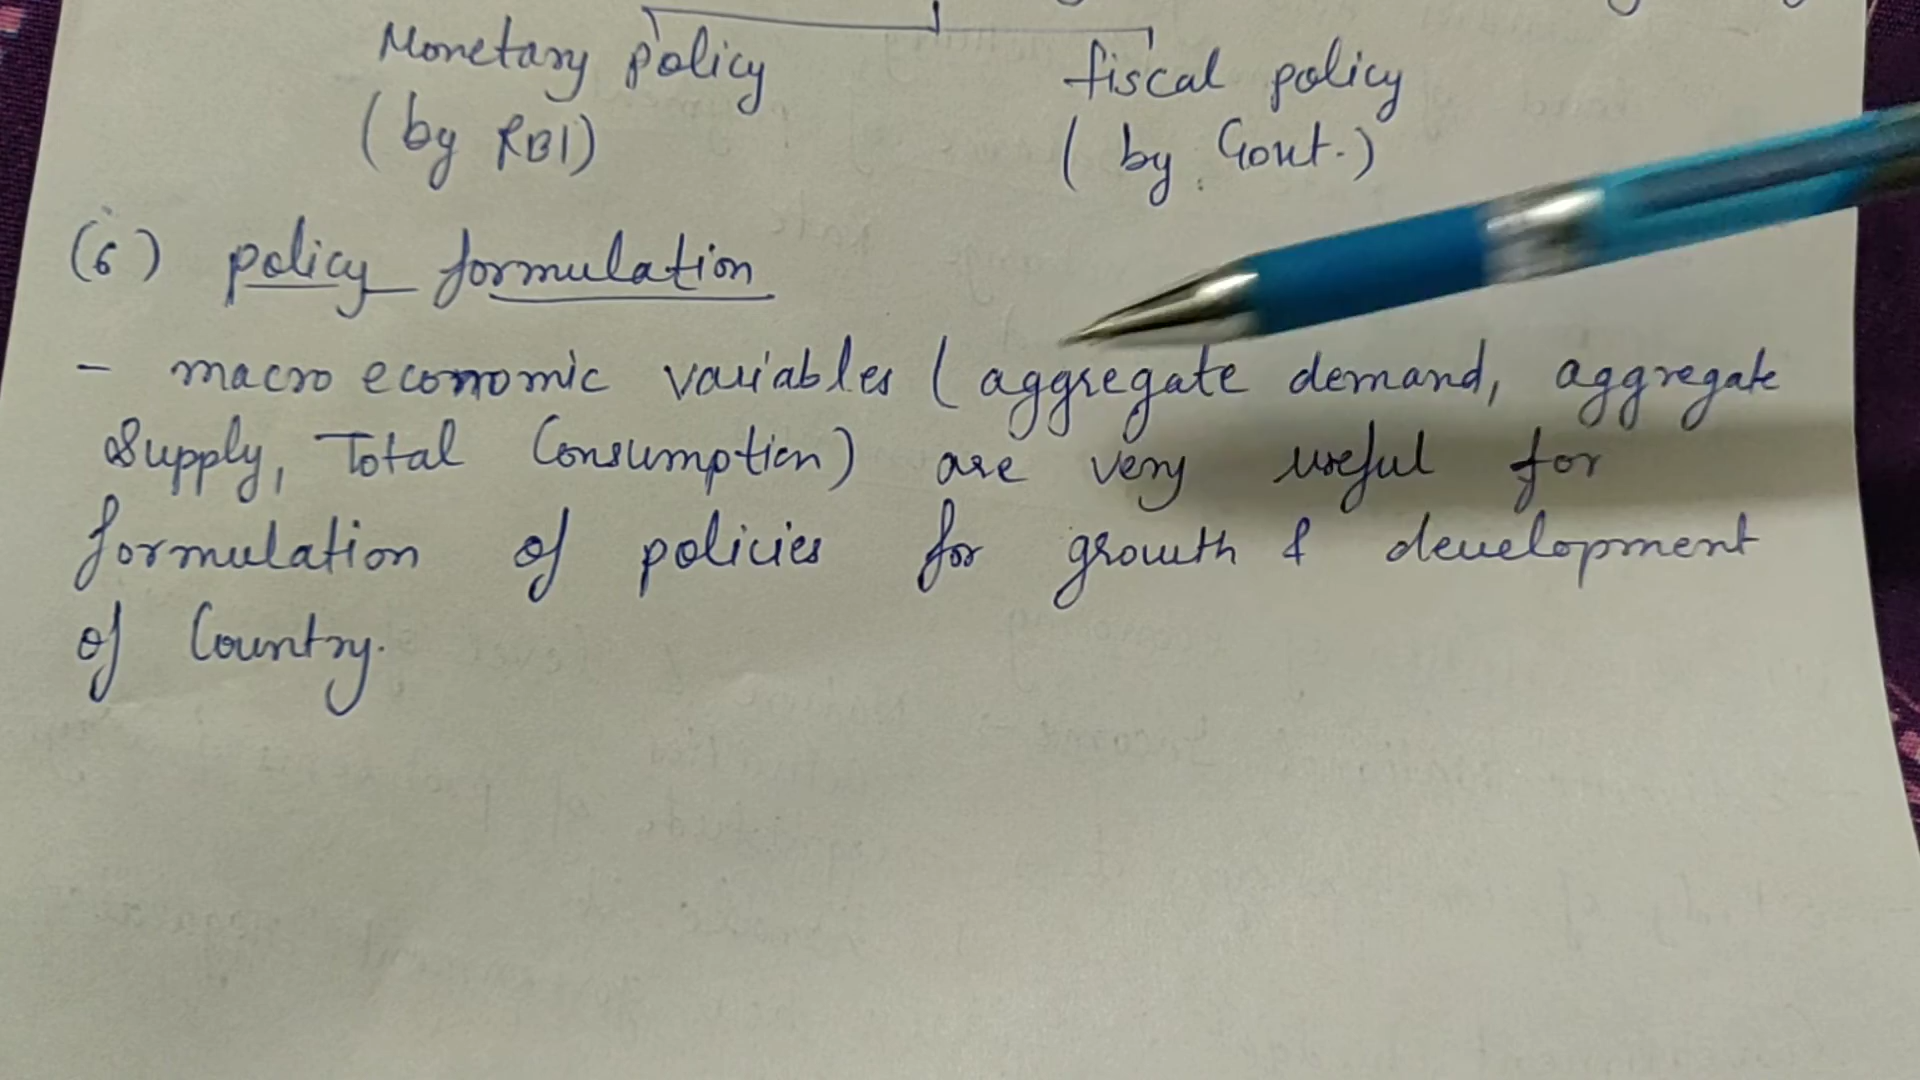 Monetary policy fiscal policy
(by RBI) (by Govt.)
(6) policy formulation
- macro economic variables (aggregate demand, aggregate
Supply, Total Consumption) are very useful for
formulation of policies for growth & development
of Country.